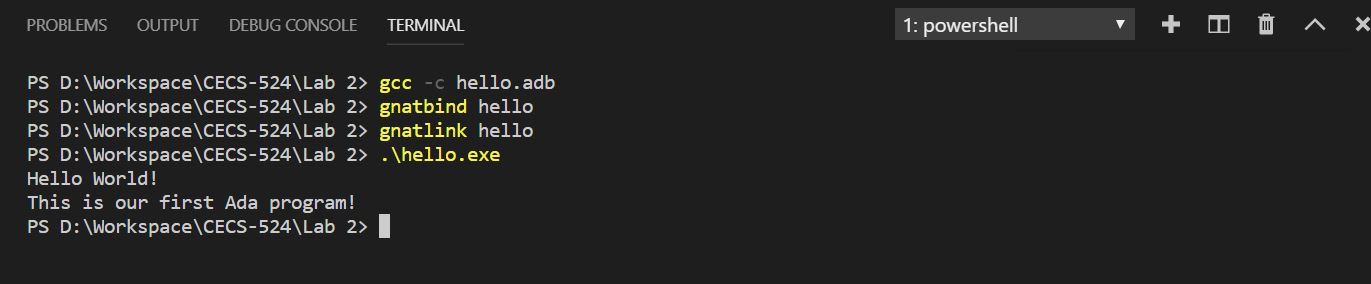 PROBLEMS OUTPUT DEBUG CONSOLE TERMINAL 1: powershell
PS D:\Workspace\CECS-524\Lab 2> gcc -c hello.adb
PS D:\Workspace\CECS-524\Lab 2> gnatbind hello
PS D:\Workspace\CECS-524\Lab 2> gnatlink hello
PS D:\Workspace\CECS-524\Lab 2> .\hello.exe
Hello World!
This is our first Ada program!
PS D:\Workspace\CECS-524\Lab 2>